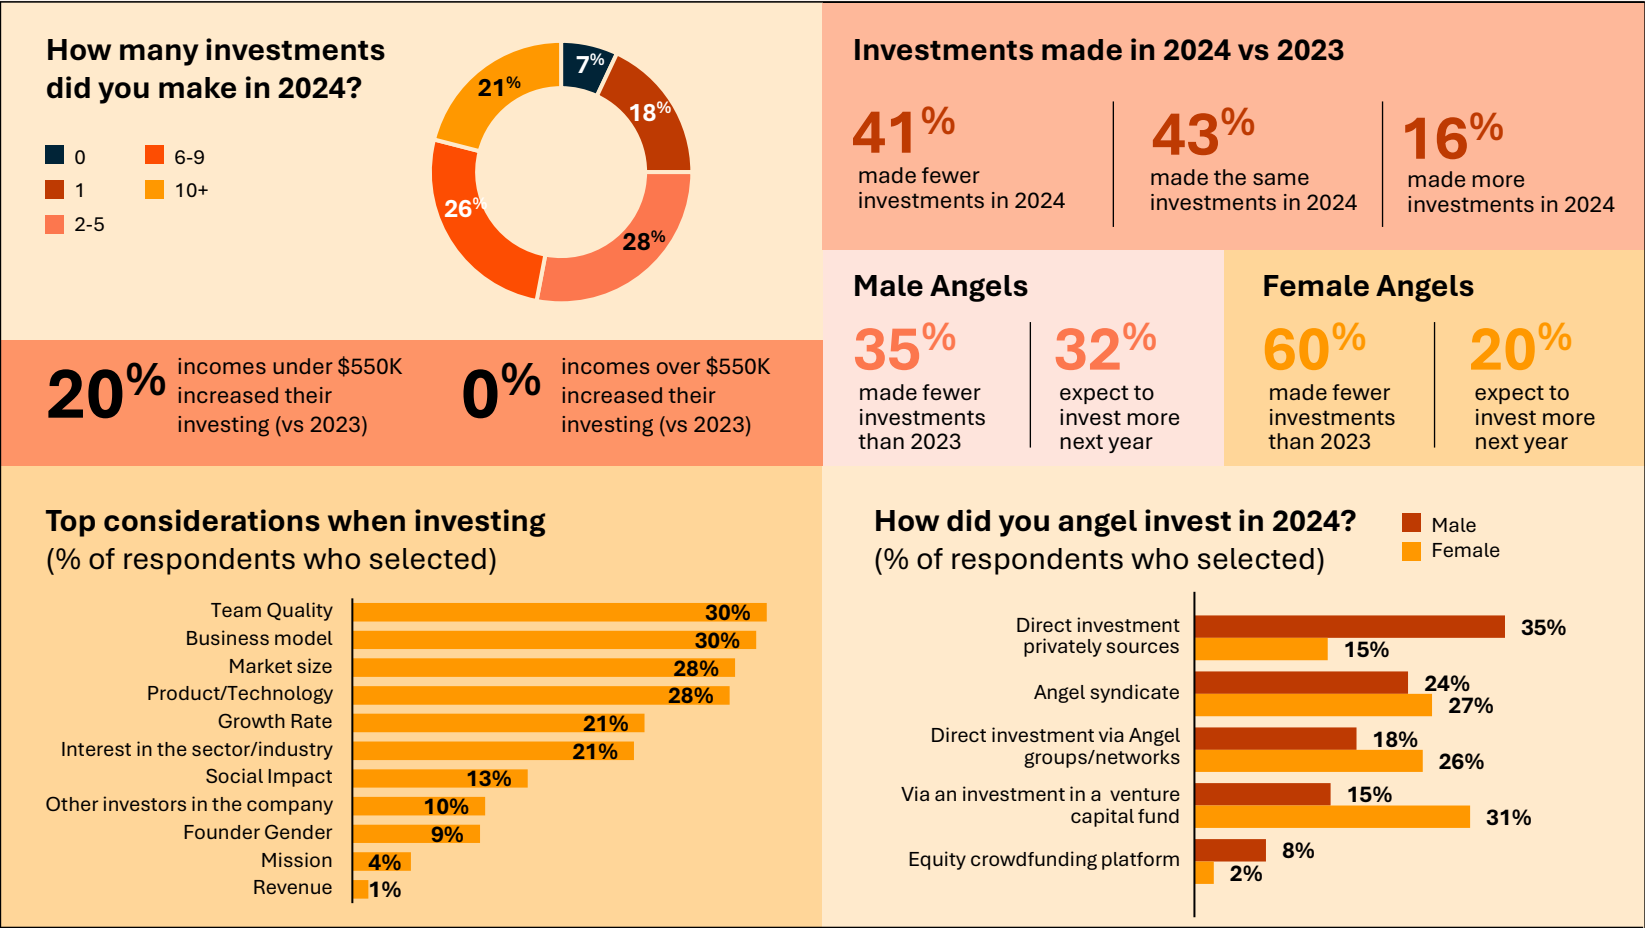 How many investments
did you make in 2024?
0
1
2-5
6-9
10+
7%
18%
28%
26%
21%
Investments made in 2024 vs 2023
41%
made fewer
investments in 2024
43%
made the same
investments in 2024
16%
made more
investments in 2024
20%
incomes under $550K
increased their
investing (vs 2023)
0%
incomes over $550K
increased their
investing (vs 2023)
Male Angels
35%
made fewer
investments
than 2023
32%
expect to
invest more
next year
Female Angels
60%
made fewer
investments
than 2023
20%
expect to
invest more
next year
Top considerations when investing
(% of respondents who selected)
Team Quality 30%
Business model 30%
Market size 28%
Product/Technology 28%
Growth Rate 21%
Interest in the sector/industry 21%
Social Impact 13%
Other investors in the company 10%
Founder Gender 9%
Mission 4%
Revenue 1%
How did you angel invest in 2024?
(% of respondents who selected)
Male
Female
Direct investment
privately sources
35%
15%
Angel syndicate
24%
27%
Direct investment via Angel
groups/networks
18%
26%
Via an investment in a venture
capital fund
15%
31%
Equity crowdfunding platform
8%
2%